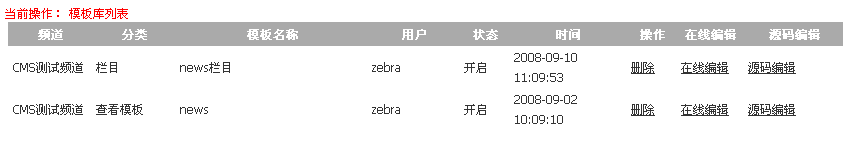 当前操作： 模板库列表
频道 分类 模板名称 用户 状态 时间 操作 在线编辑 源码编辑
CMS测试频道 栏目 news栏目 zebra 开启 2008-09-10 11:09:53 删除 在线编辑 源码编辑
CMS测试频道 查看模板 news zebra 开启 2008-09-02 10:09:10 删除 在线编辑 源码编辑